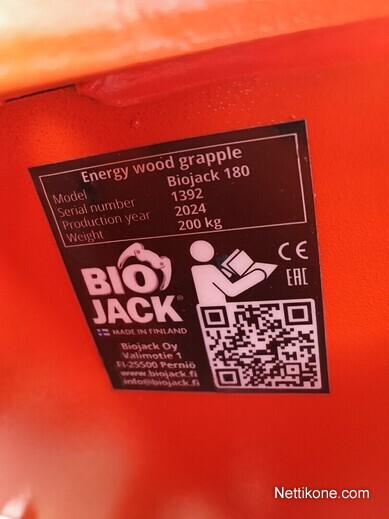 Energy wood grapple
Model Biojack 180
Serial number 1392
Production year 2024
Weight 200 kg
BIO
JACK®
MADE IN FINLAND
CE
EAC
Biojack Oy
Valimotie 1
FI-25500 Perniö
www.biojack.fi
info@biojack.fi
Nettikone.com